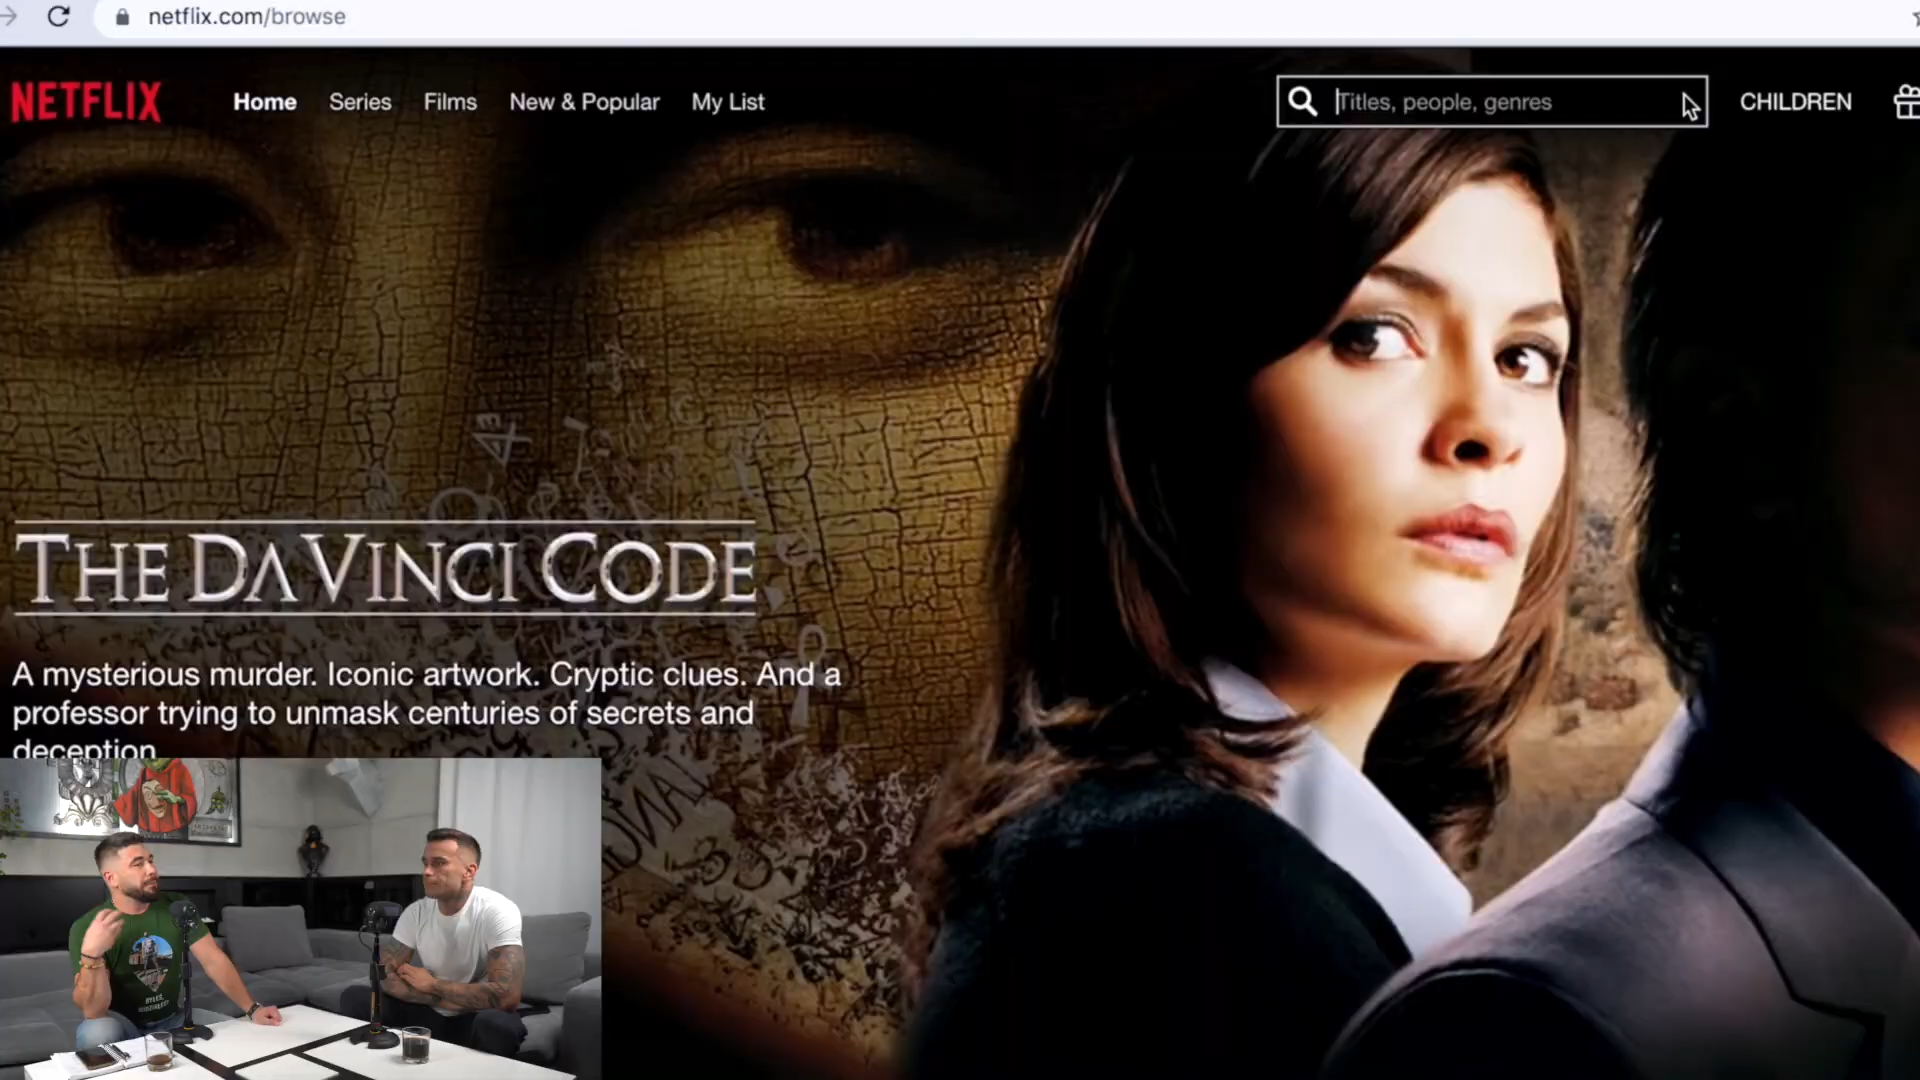 netflix.com/browse
NETFLIX
Home
Series
Films
New & Popular
My List
Titles, people, genres
CHILDREN
THE DA VINCI CODE
A mysterious murder. Iconic artwork. Cryptic clues. And a
professor trying to unmask centuries of secrets and
deception